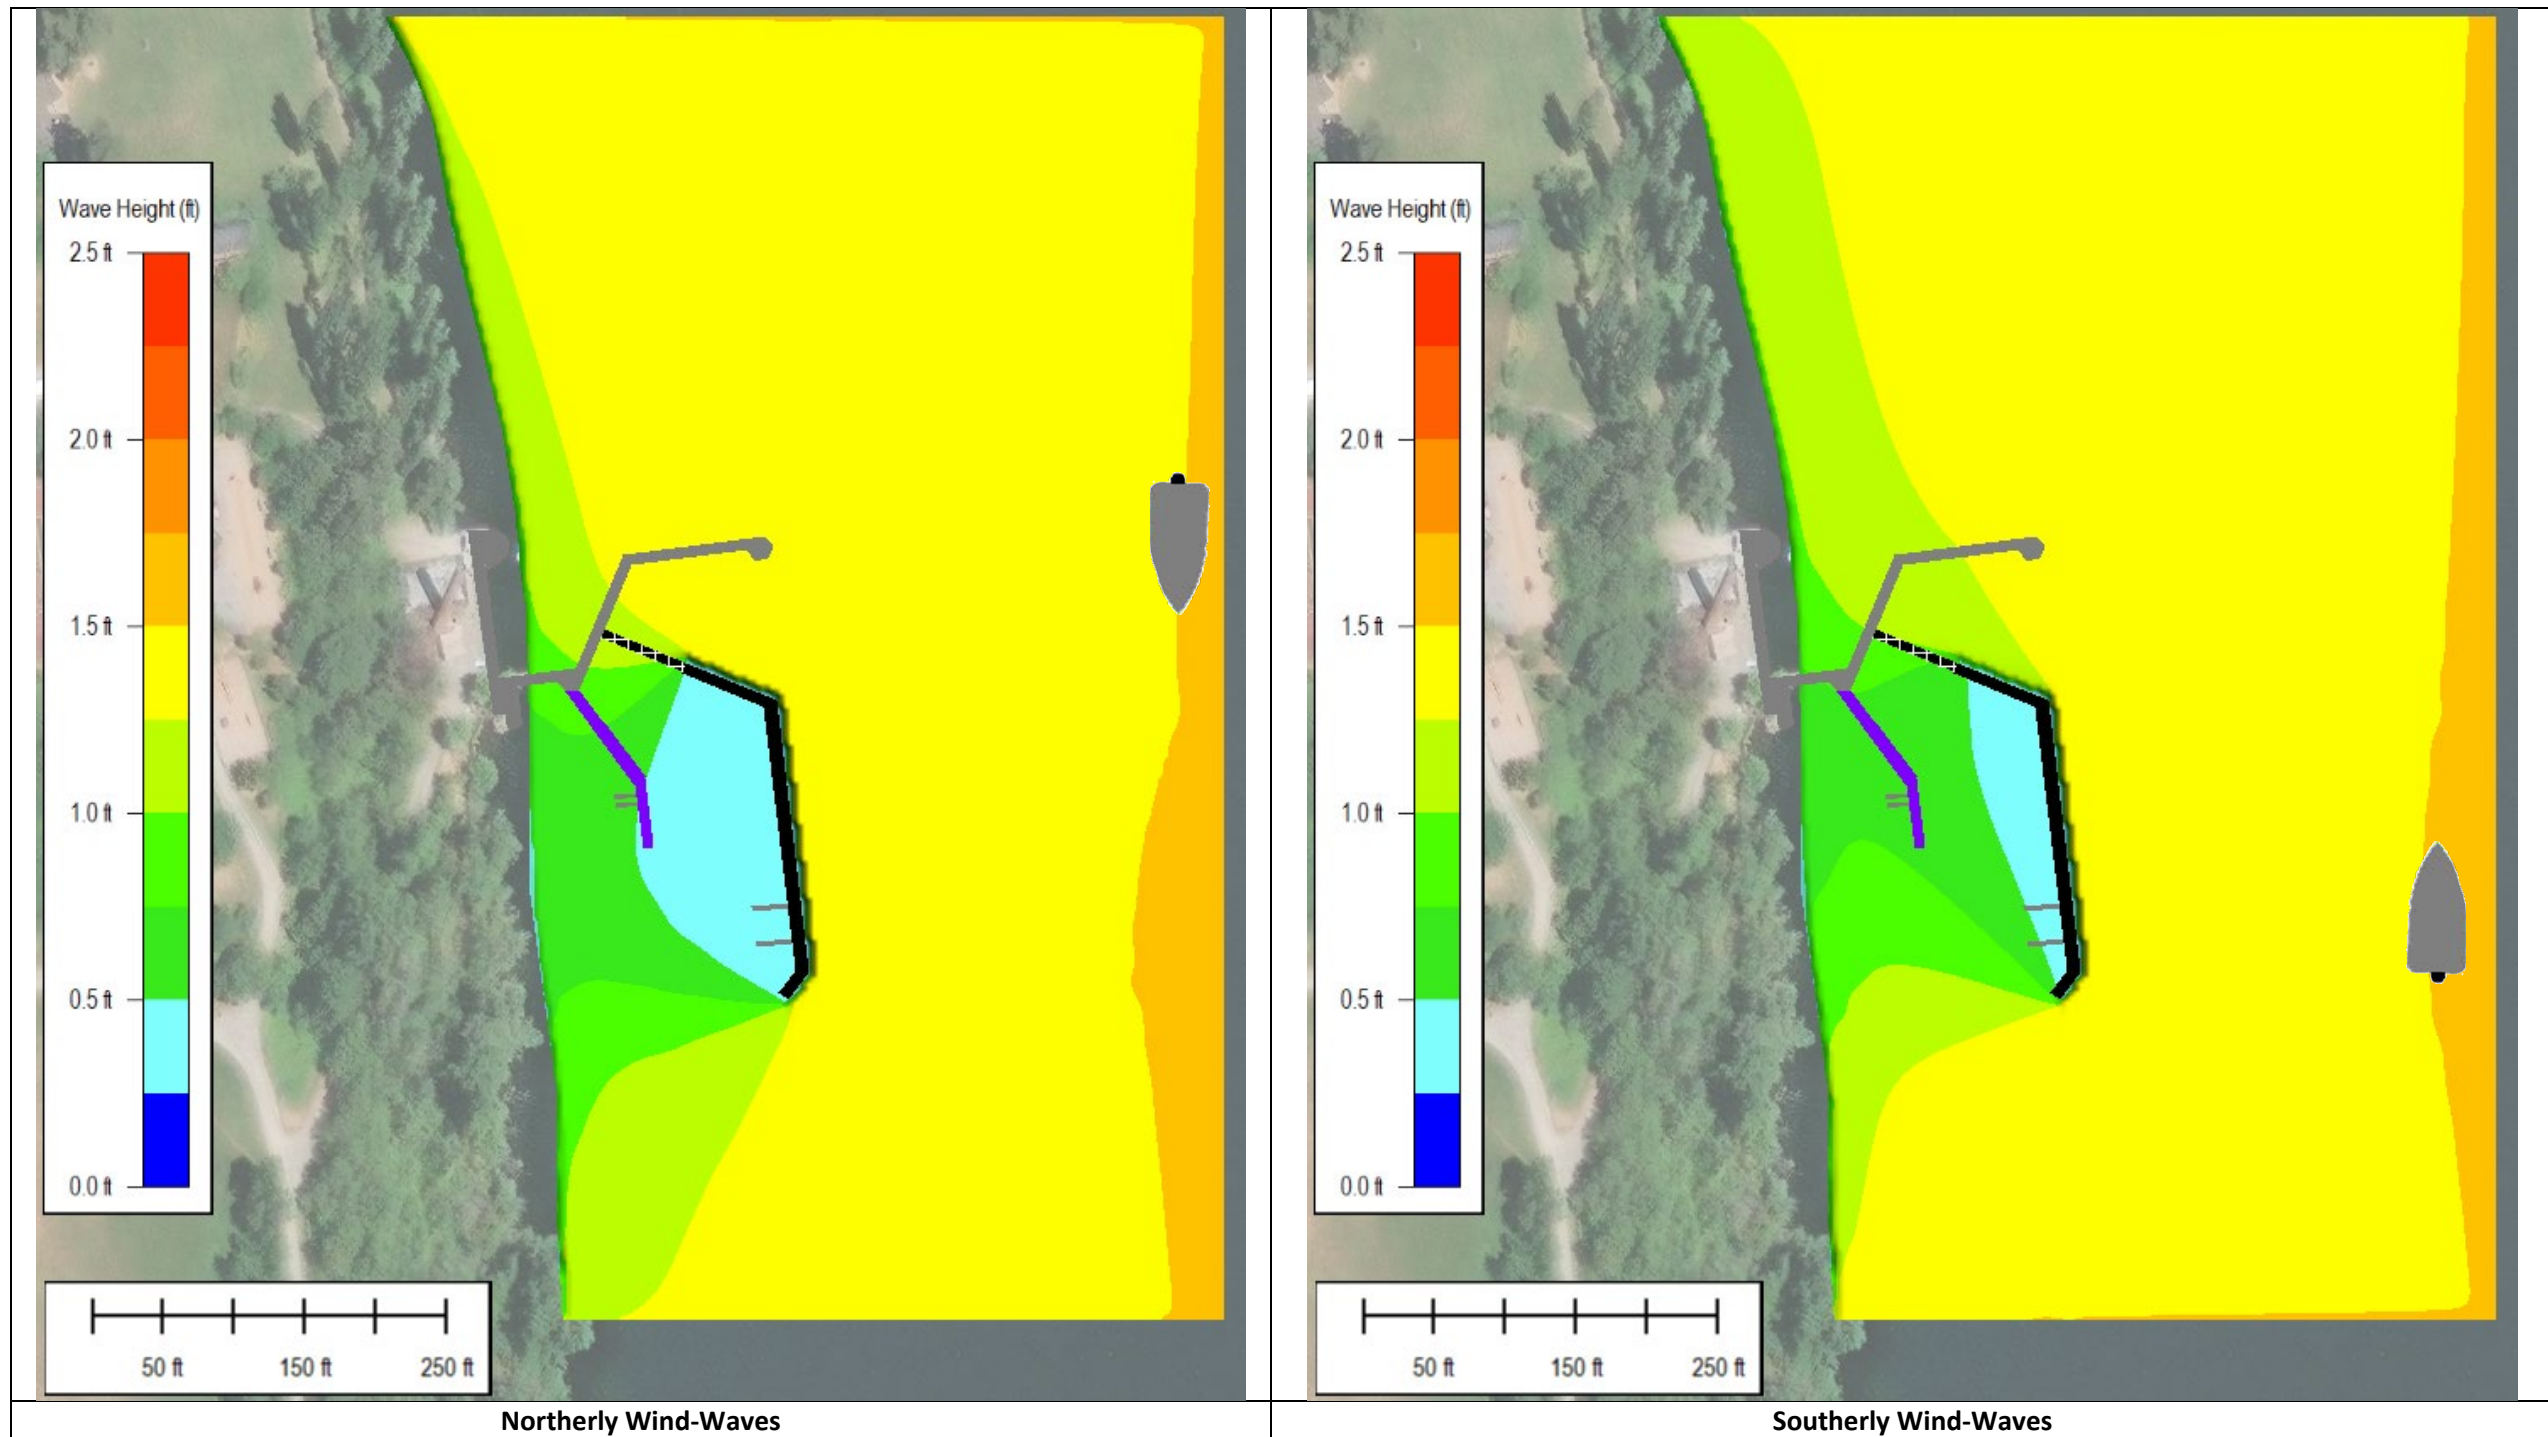 Wave Height (ft)
2.5 ft
2.0 ft
1.5 ft
1.0 ft
0.5 ft
0.0 ft
50 ft 150 ft 250 ft
Northerly Wind-Waves
Wave Height (ft)
2.5 ft
2.0 ft
1.5 ft
1.0 ft
0.5 ft
0.0 ft
50 ft 150 ft 250 ft
Southerly Wind-Waves